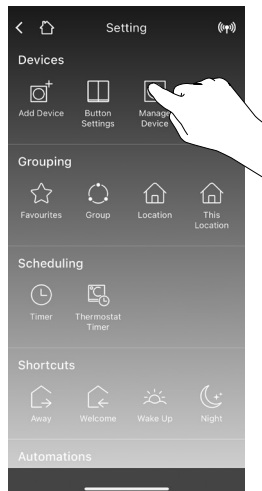 Setting
Devices
Add Device
Button
Settings
Manage
Device
Grouping
Favourites
Group
Location
This
Location
Scheduling
Timer
Thermostat
Timer
Shortcuts
Away
Welcome
Wake Up
Night
Automations